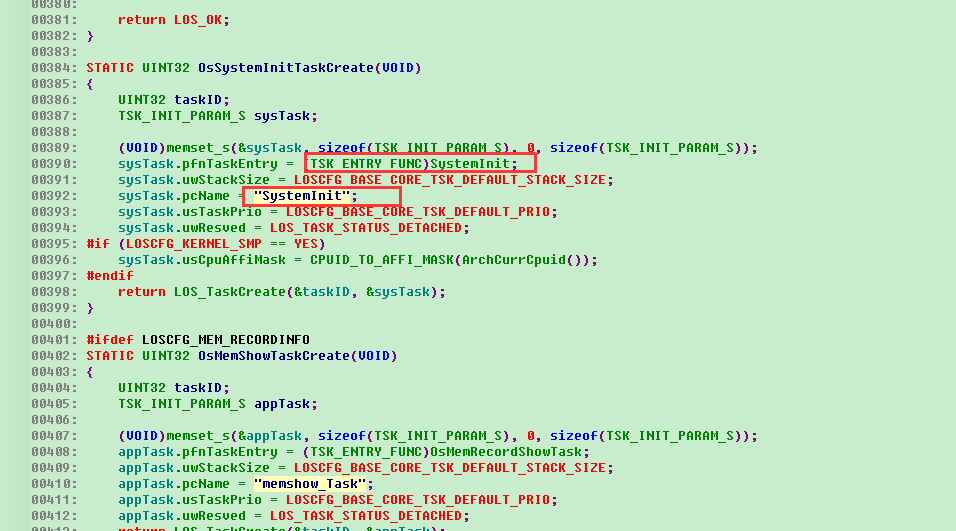 00380:
00381: return LOS_OK;
00382: }
00383:
00384: STATIC UINT32 OsSystemInitTaskCreate(VOID)
00385: {
00386: UINT32 taskID;
00387: TSK_INIT_PARAM_S sysTask;
00388:
00389: (VOID)memset_s(&sysTask, sizeof(TSK_INIT_PARAM_S), 0, sizeof(TSK_INIT_PARAM_S));
00390: sysTask.pfnTaskEntry = (TSK_ENTRY_FUNC)SystemInit;
00391: sysTask.uwStackSize = LOSCFG_BASE_CORE_TSK_DEFAULT_STACK_SIZE;
00392: sysTask.pcName = "SystemInit";
00393: sysTask.usTaskPrio = LOSCFG_BASE_CORE_TSK_DEFAULT_PRIO;
00394: sysTask.uwResved = LOS_TASK_STATUS_DETACHED;
00395: #if (LOSCFG_KERNEL_SMP == YES)
00396: sysTask.usCpuAffiMask = CPUID_TO_AFFI_MASK(ArchCurrCpuid());
00397: #endif
00398: return LOS_TaskCreate(&taskID, &sysTask);
00399: }
00400:
00401: #ifdef LOSCFG_MEM_RECORDINFO
00402: STATIC UINT32 OsMemShowTaskCreate(VOID)
00403: {
00404: UINT32 taskID;
00405: TSK_INIT_PARAM_S appTask;
00406:
00407: (VOID)memset_s(&appTask, sizeof(TSK_INIT_PARAM_S), 0, sizeof(TSK_INIT_PARAM_S));
00408: appTask.pfnTaskEntry = (TSK_ENTRY_FUNC)OsMemRecordShowTask;
00409: appTask.uwStackSize = LOSCFG_BASE_CORE_TSK_DEFAULT_STACK_SIZE;
00410: appTask.pcName = "memshow_Task";
00411: appTask.usTaskPrio = LOSCFG_BASE_CORE_TSK_DEFAULT_PRIO;
00412: appTask.uwResved = LOS_TASK_STATUS_DETACHED;
00413: return LOS_TaskCreate(&taskID, &appTask);